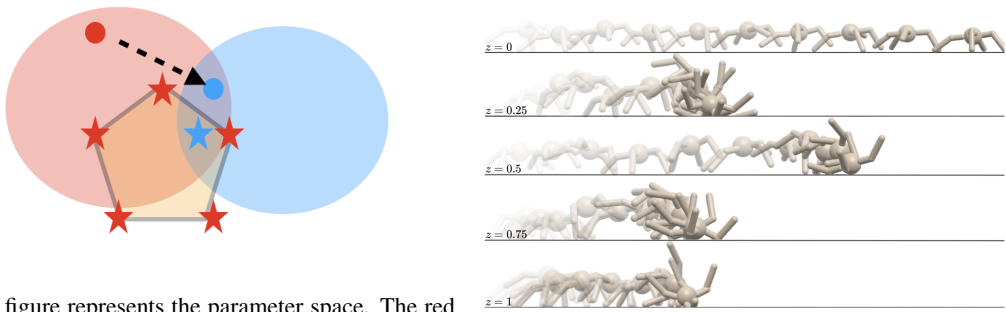 z = 0
z = 0.25
z = 0.5
z = 0.75
z = 1
figure represents the parameter space. The red